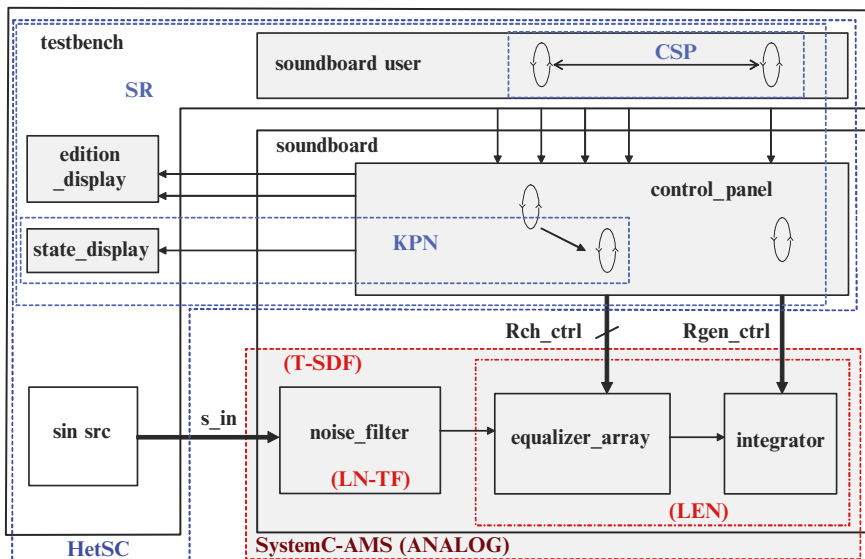 testbench
soundboard user
CSP
SR
soundboard
edition
_display
control_panel
state_display
KPN
Rch_ctrl
Rgen_ctrl
(T-SDF)
sin src
s_in
noise_filter
equalizer_array
integrator
(LN-TF)
(LEN)
HetSC
SystemC-AMS (ANALOG)